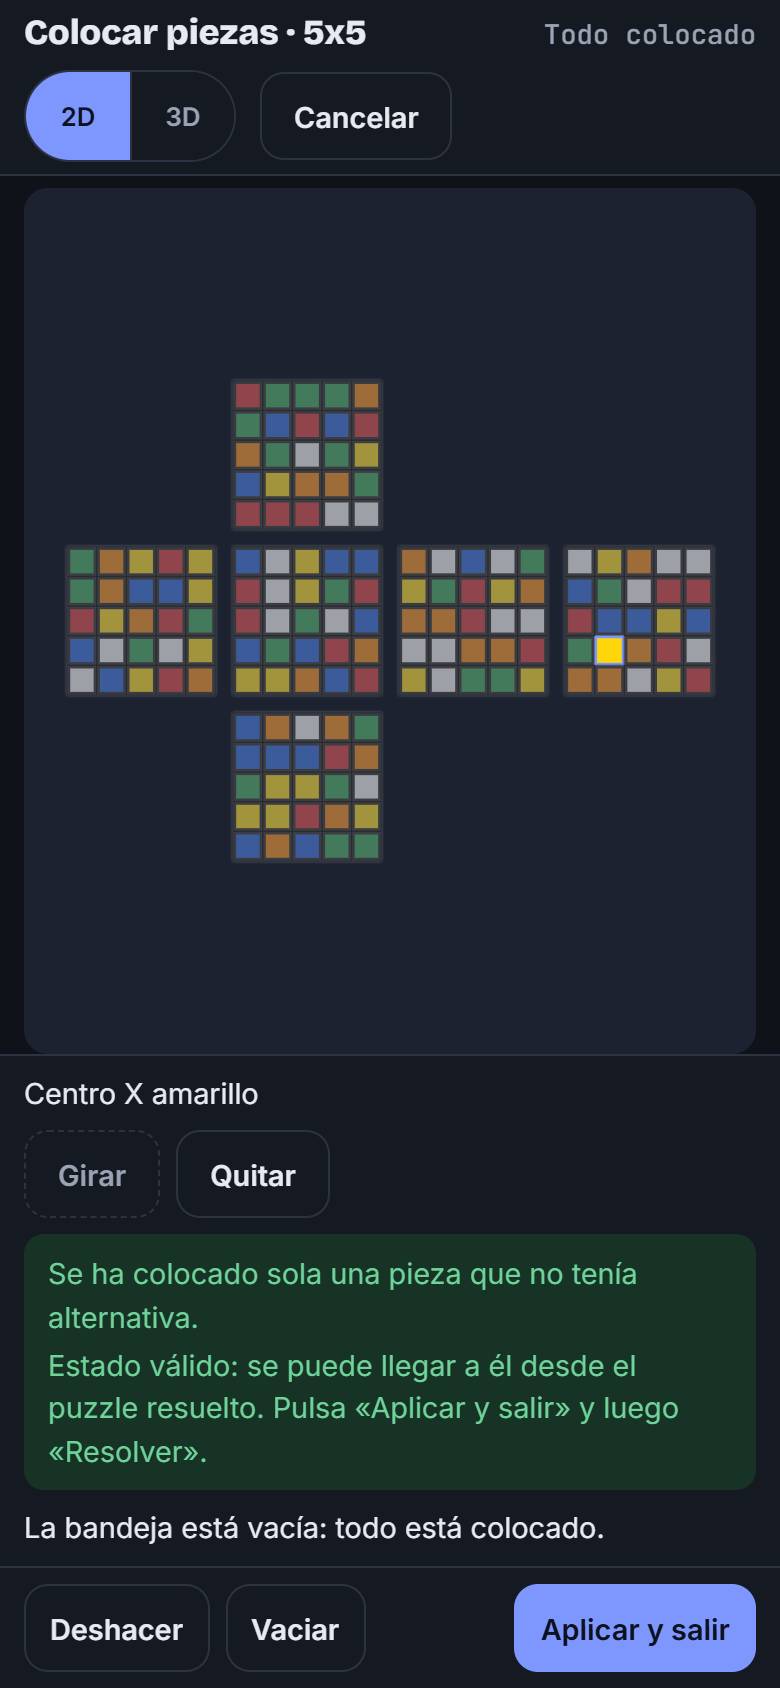 Colocar piezas · 5x5
Todo colocado
2D
3D
Cancelar
Centro X amarillo
Girar
Quitar
Se ha colocado sola una pieza que no tenía
alternativa.
Estado válido: se puede llegar a él desde el
puzzle resuelto. Pulsa «Aplicar y salir» y luego
«Resolver».
La bandeja está vacía: todo está colocado.
Deshacer
Vaciar
Aplicar y salir